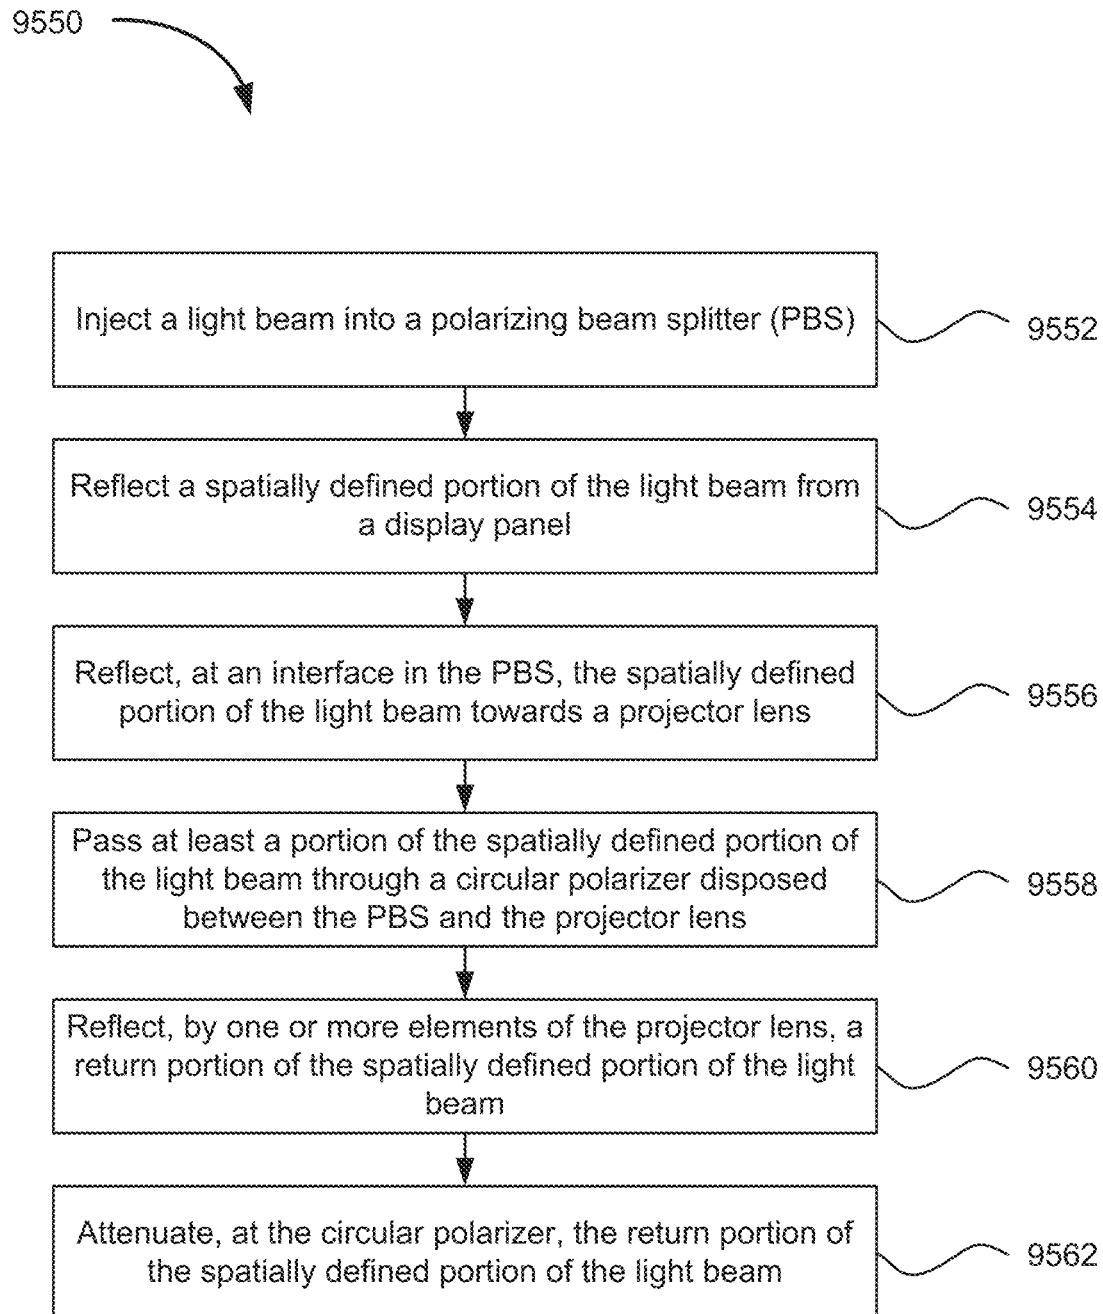 9550
Inject a light beam into a polarizing beam splitter (PBS)
9552
Reflect a spatially defined portion of the light beam from
a display panel
9554
Reflect, at an interface in the PBS, the spatially defined
portion of the light beam towards a projector lens
9556
Pass at least a portion of the spatially defined portion of
the light beam through a circular polarizer disposed
between the PBS and the projector lens
9558
Reflect, by one or more elements of the projector lens, a
return portion of the spatially defined portion of the light
beam
9560
Attenuate, at the circular polarizer, the return portion of
the spatially defined portion of the light beam
9562